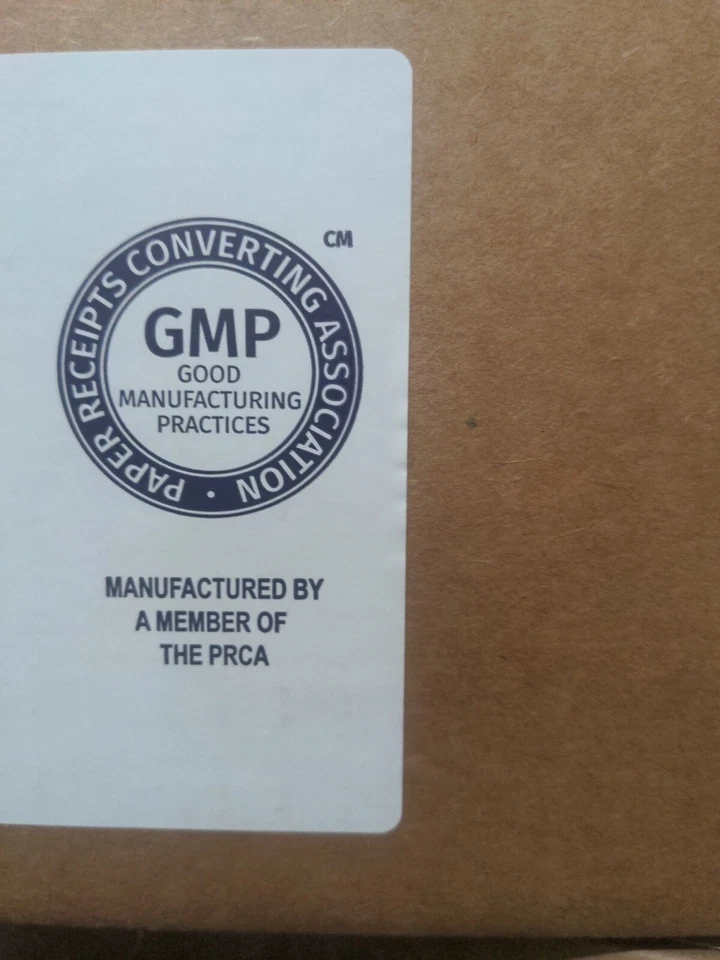 PAPER RECEIPTS CONVERTING ASSOCIATION •
CM
GMP
GOOD
MANUFACTURING
PRACTICES
MANUFACTURED BY
A MEMBER OF
THE PRCA